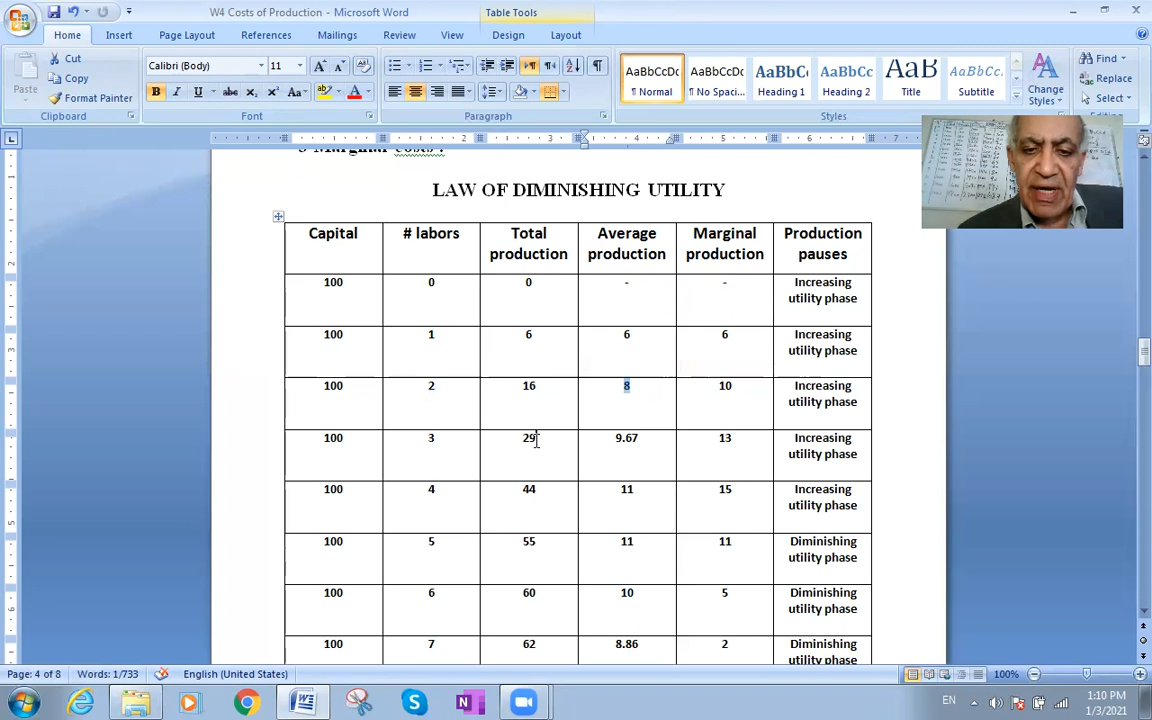 W4 Costs of Production - Microsoft Word
Table Tools
Home Insert Page Layout References Mailings Review View Design Layout
Cut
Copy
Format Painter
Paste
Clipboard
Calibri (Body) 11
Font
Paragraph
AaBbCcDc AaBbCcDc AaBbC AaBbCc AaB AaBbCc.
¶ Normal ¶ No Spaci... Heading 1 Heading 2 Title Subtitle
Change Styles
Styles
Find
Replace
Select
Editing
3-Marginal costs :
LAW OF DIMINISHING UTILITY
Capital # labors Total production Average production Marginal production Production pauses
100 0 0 - - Increasing utility phase
100 1 6 6 6 Increasing utility phase
100 2 16 8 10 Increasing utility phase
100 3 29 9.67 13 Increasing utility phase
100 4 44 11 15 Increasing utility phase
100 5 55 11 11 Diminishing utility phase
100 6 60 10 5 Diminishing utility phase
100 7 62 8.86 2 Diminishing utility phase
Page: 4 of 8 Words: 1/733 English (United States) 100%
EN 1:10 PM
1/3/2021